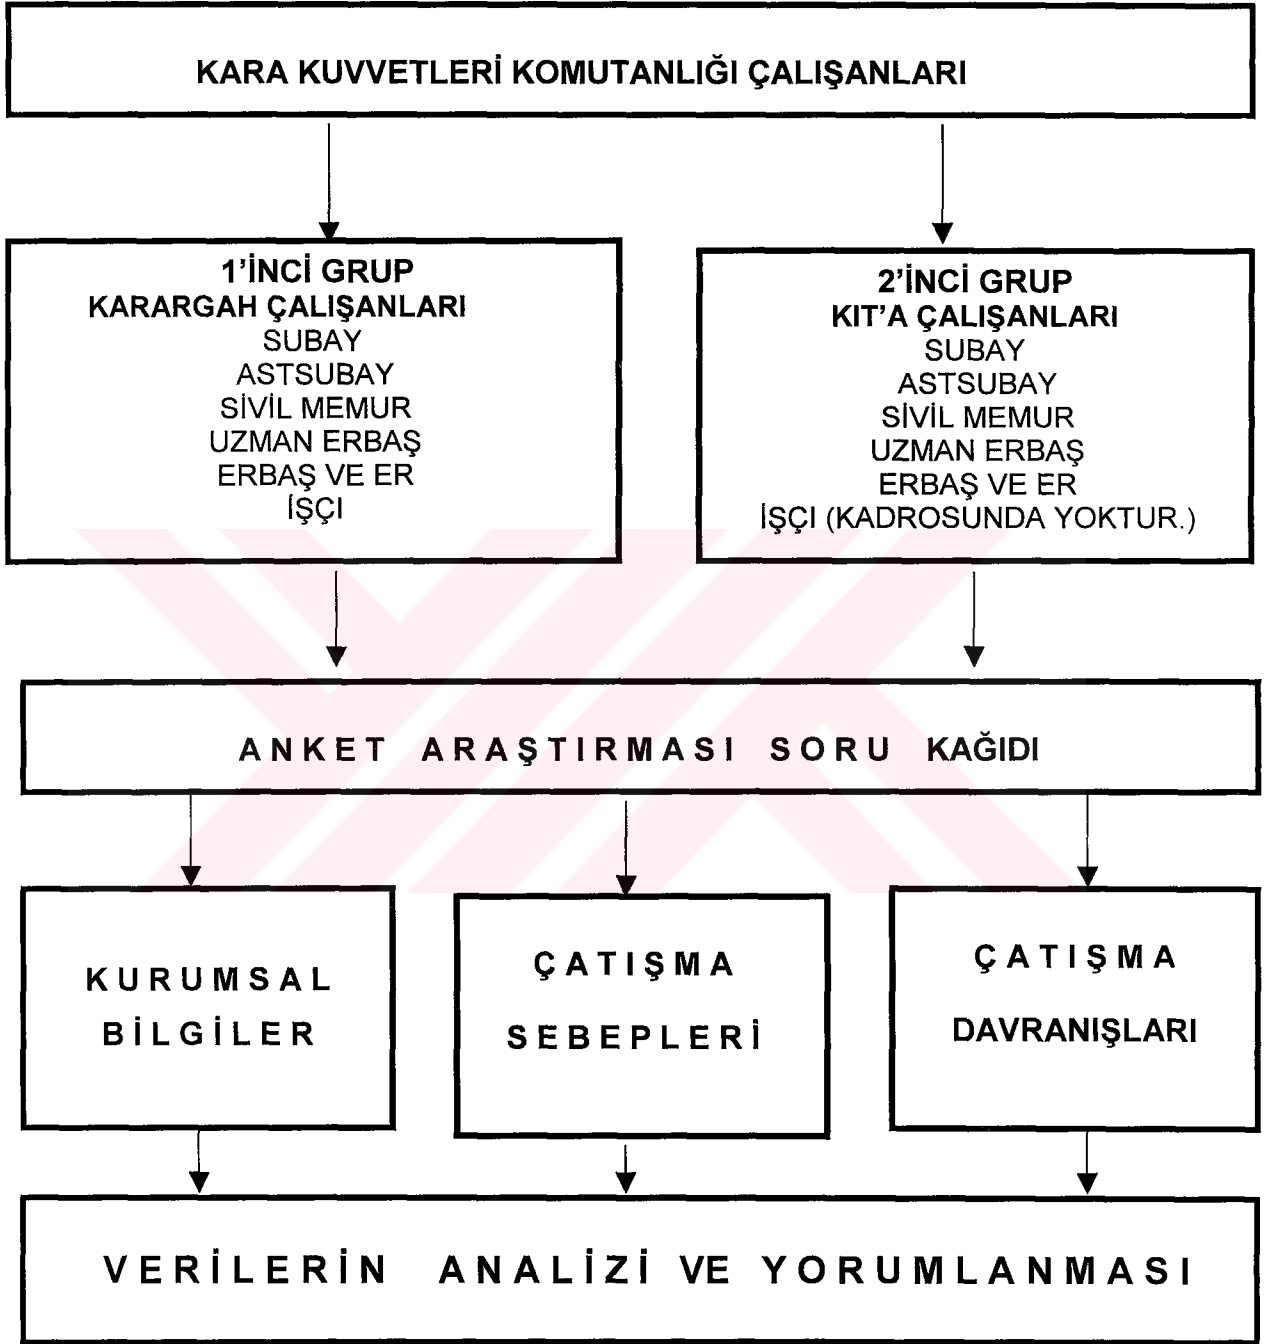 KARA KUVVETLERİ KOMUTANLIĞI ÇALIŞANLARI
1'İNCİ GRUP
KARARGAH ÇALIŞANLARI
SUBAY
ASTSUBAY
SİVİL MEMUR
UZMAN ERBAŞ
ERBAŞ VE ER
İŞÇI
2'İNCİ GRUP
KIT'A ÇALIŞANLARI
SUBAY
ASTSUBAY
SİVİL MEMUR
UZMAN ERBAŞ
ERBAŞ VE ER
İŞÇI (KADROSUNDA YOKTUR.)
ANKET ARAŞTIRMASI SORU KAĞIDI
KURUMSAL
BİLGİLER
ÇATIŞMA
SEBEPLERİ
ÇATIŞMA
DAVRANIŞLARI
VERİLERİN ANALİZİ VE YORUMLANMASI